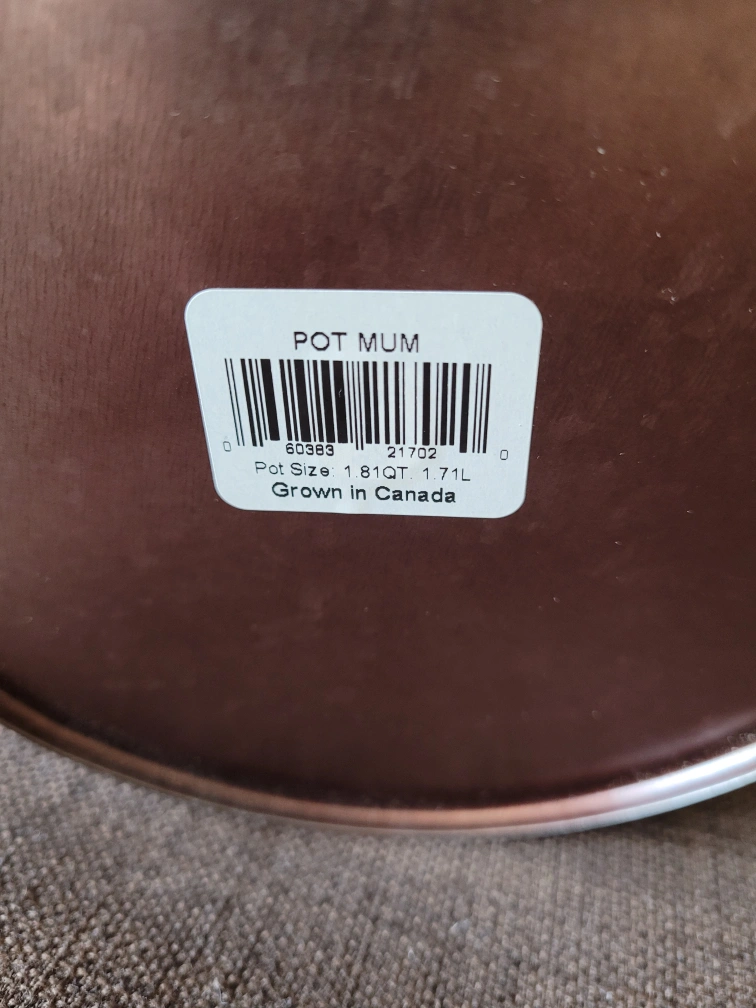 POT MUM
0 60383 21702 0
Pot Size: 1.81QT. 1.71L
Grown in Canada